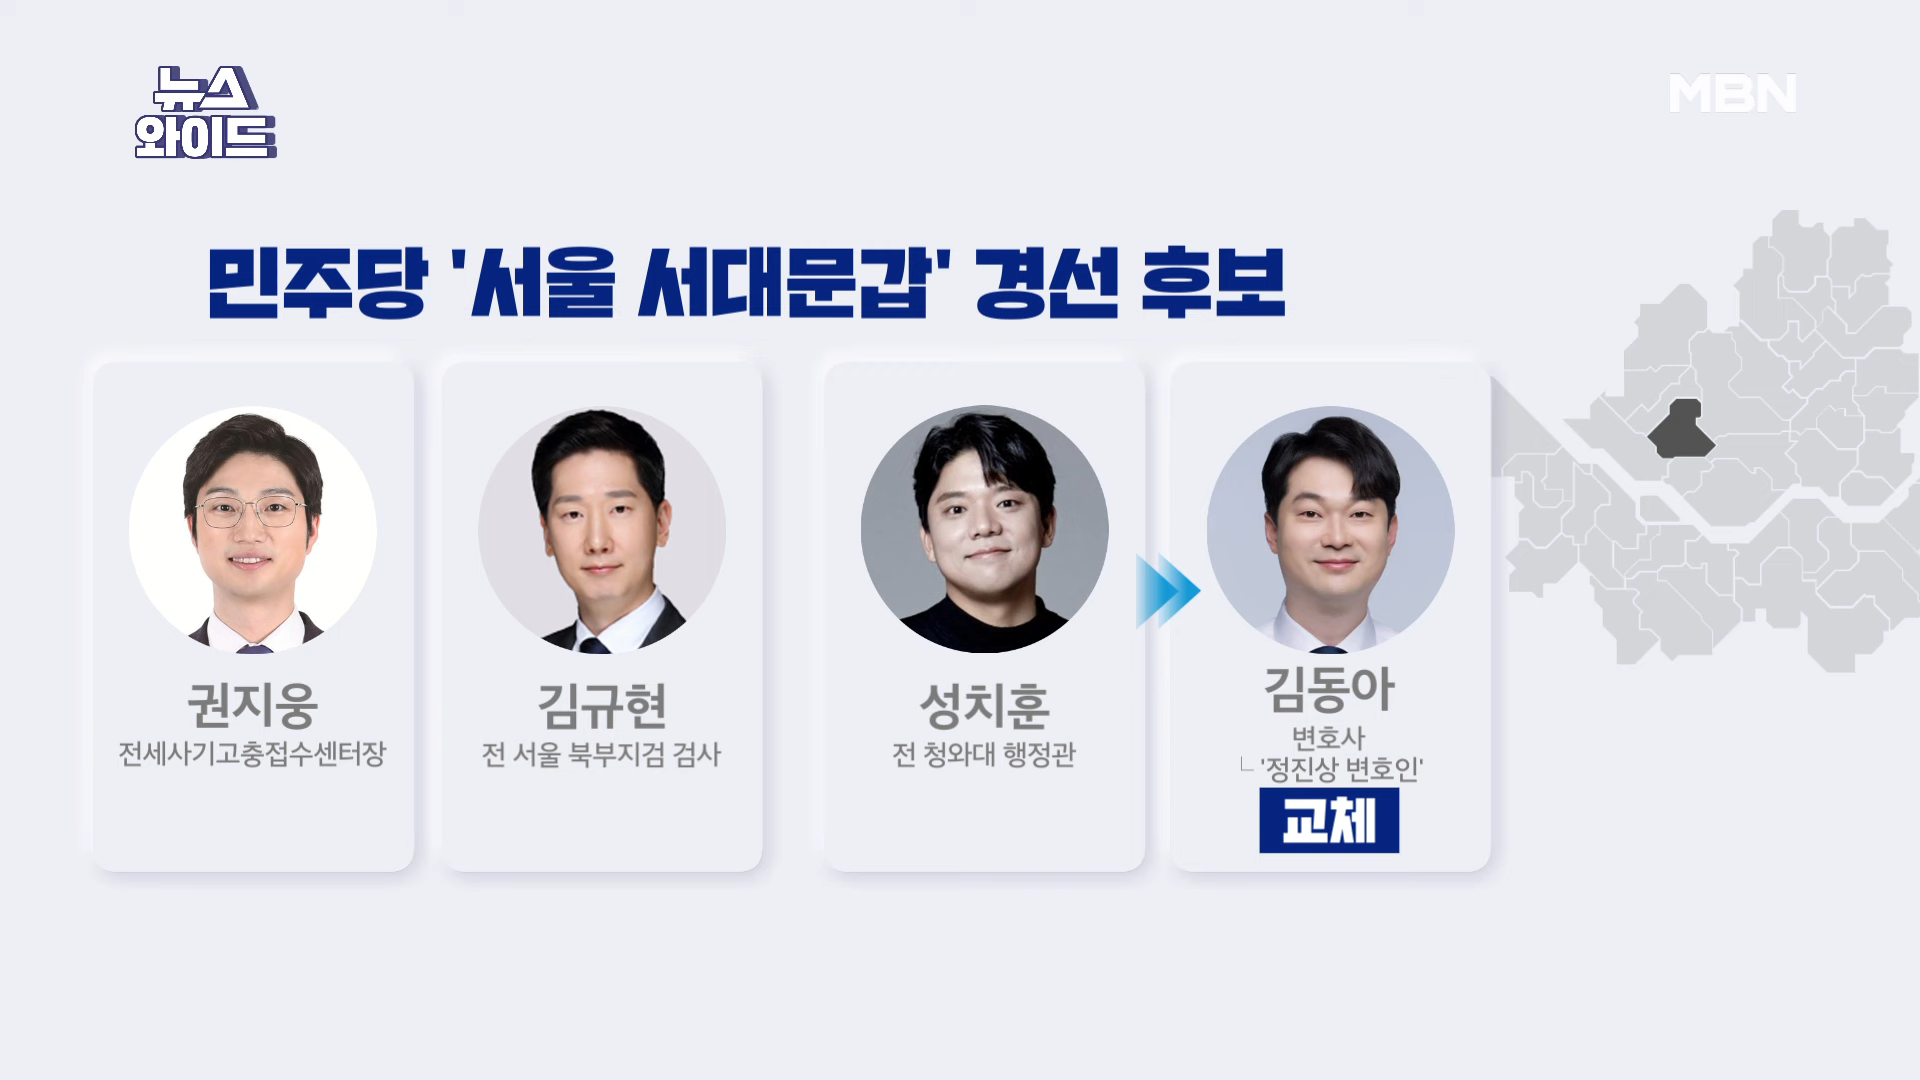 뉴스
와이드
MBN
민주당 '서울 서대문갑' 경선 후보
권지웅
전세사기고충접수센터장
김규현
전 서울 북부지검 검사
성치훈
전 청와대 행정관
김동아
변호사
└ '정진상 변호인'
교체